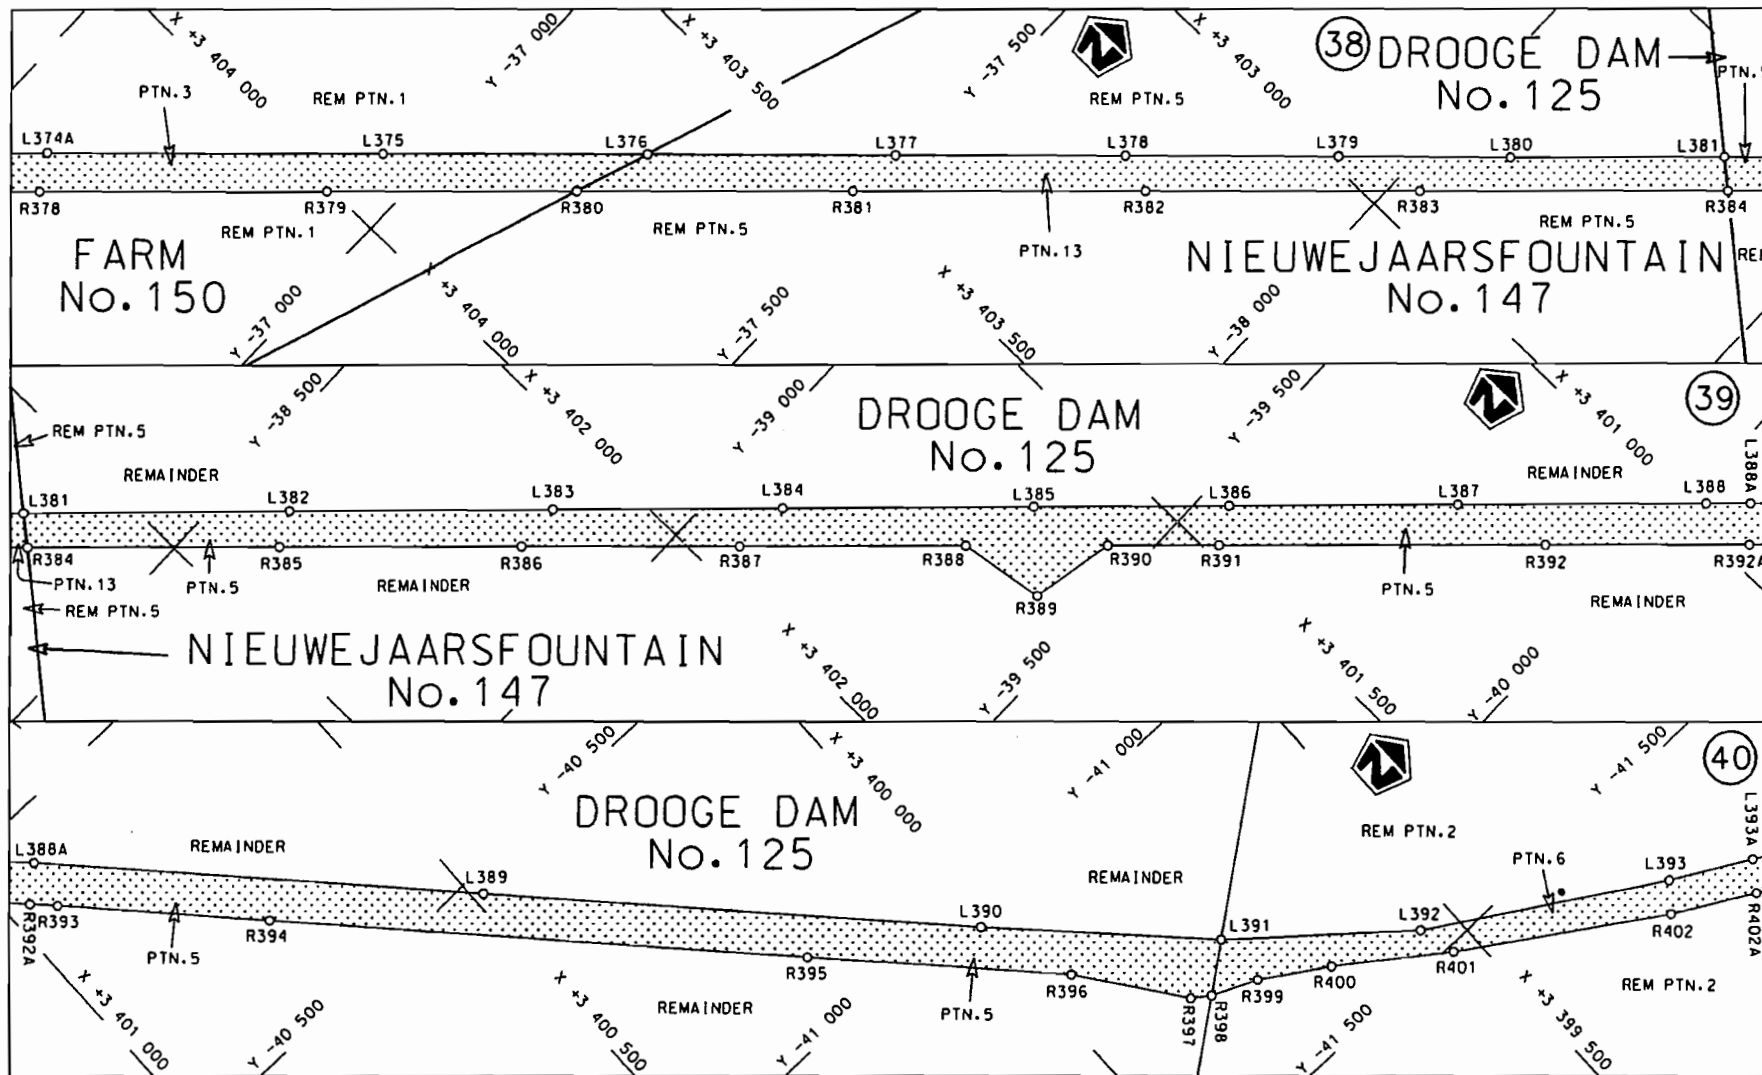 X +3 404 000
Y -37 000
X +3 403 500
Y -37 500
X +3 403 000
38
DROOGE DAM
No.125
PTN.3
REM PTN.1
REM PTN.5
L374A
L375
L376
L377
L378
L379
L380
L381
R378
R379
R380
R381
R382
R383
R384
REM PTN.1
REM PTN.5
PTN.13
REM PTN.5
FARM
No.150
NIEUWEJAARSFOUNTAIN
No.147
Y -37 000
X +3 404 000
Y -37 500
X +3 403 500
Y -38 000
Y -38 500
X +3 402 000
Y -39 000
DROOGE DAM
No.125
Y -39 500
X +3 401 000
39
REM PTN.5
REMAINDER
REMAINDER
L381
L382
L383
L384
L385
L386
L387
L388
L388A
R384
R385
R386
R387
R388
R389
R390
R391
R392
R392A
PTN.13
PTN.5
REMAINDER
PTN.5
REMAINDER
REM PTN.5
NIEUWEJAARSFOUNTAIN
No.147
X +3 402 000
Y -39 500
X +3 401 500
Y -40 000
Y -40 500
X +3 400 000
Y -41 000
Y -41 500
40
DROOGE DAM
No.125
REMAINDER
REMAINDER
REM PTN.2
PTN.6
L388A
L389
L390
L391
L392
L393
L393A
R392A
R393
R394
R395
R396
R397
R398
R399
R400
R401
R402
R402A
PTN.5
REMAINDER
PTN.5
REM PTN.2
X +3 401 000
Y -40 500
X +3 400 500
Y -41 000
Y -41 500
X +3 399 500